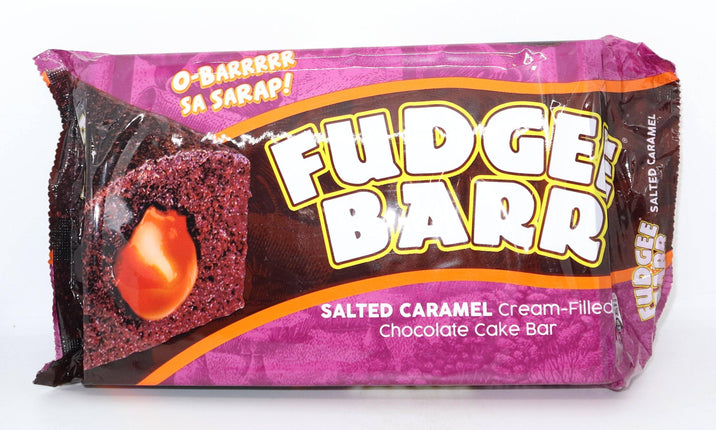 O-BARRRRR
SA SARAP!
FUDGEE
BARR
SALTED CARAMEL Cream-Filled
Chocolate Cake Bar
FUDGEE
BARR
SALTED CARAMEL